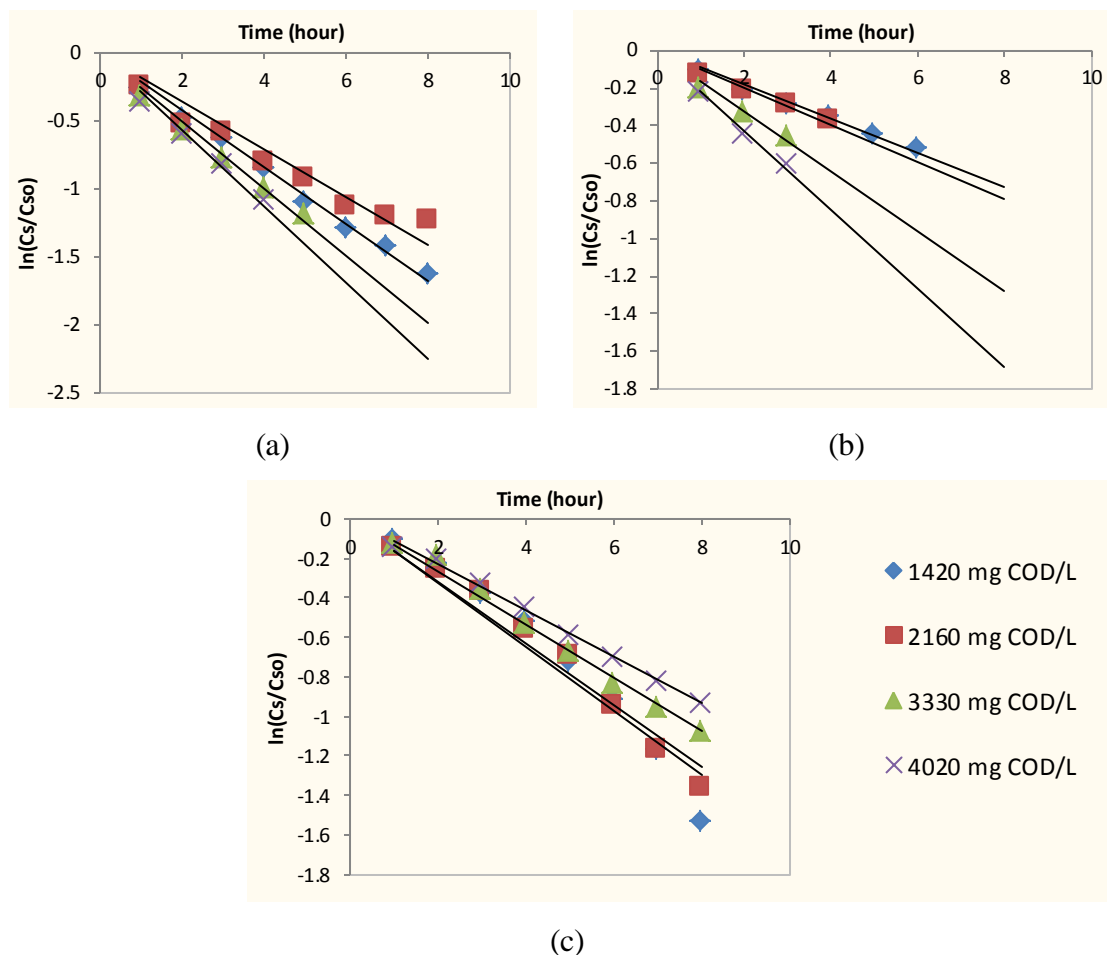 Time (hour)
0
0 2 4 6 8 10
-0.5
-1
-1.5
-2
-2.5
ln(Cs/Cso)
(a)
Time (hour)
0
0 2 4 6 8 10
-0.2
-0.4
-0.6
-0.8
-1
-1.2
-1.4
-1.6
-1.8
ln(Cs/Cso)
(b)
Time (hour)
0
0 2 4 6 8 10
-0.2
-0.4
-0.6
-0.8
-1
-1.2
-1.4
-1.6
-1.8
ln(Cs/Cso)
1420 mg COD/L
2160 mg COD/L
3330 mg COD/L
4020 mg COD/L
(c)